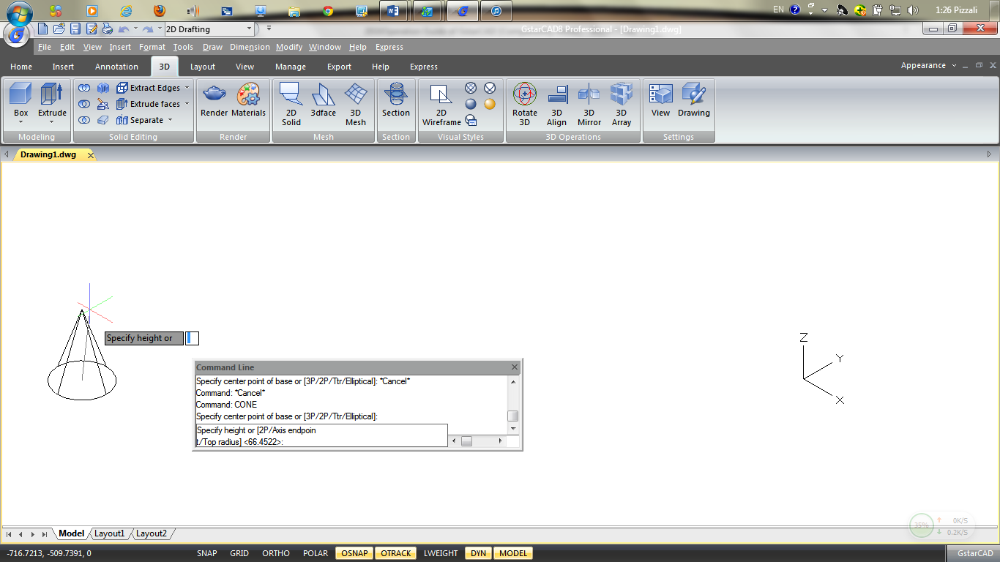 EN
1:26 Pizzali
2D Drafting
GstarCAD8 Professional - [Drawing1.dwg]
File Edit View Insert Format Tools Draw Dimension Modify Window Help Express
Home Insert Annotation 3D Layout View Manage Export Help Express Appearance
Box Extrude
Modeling
Extract Edges
Extrude faces
Separate
Solid Editing
Render Materials
Render
2D Solid 3dface 3D Mesh
Mesh
Section
Section
2D Wireframe
Visual Styles
Rotate 3D 3D Align 3D Mirror 3D Array
3D Operations
View Drawing
Settings
Drawing1.dwg
Specify height or
Z
Y
X
Command Line
Specify center point of base or [3P/2P/Ttr/Elliptical]: *Cancel*
Command: *Cancel*
Command: CONE
Specify center point of base or [3P/2P/Ttr/Elliptical]:
Specify height or [2P/Axis endpoin
t/Top radius] <66.4522>:
35%
0K/S
0.2K/S
Model Layout1 Layout2
-716.7213, -509.7391, 0 SNAP GRID ORTHO POLAR OSNAP OTRACK LWEIGHT DYN MODEL GstarCAD